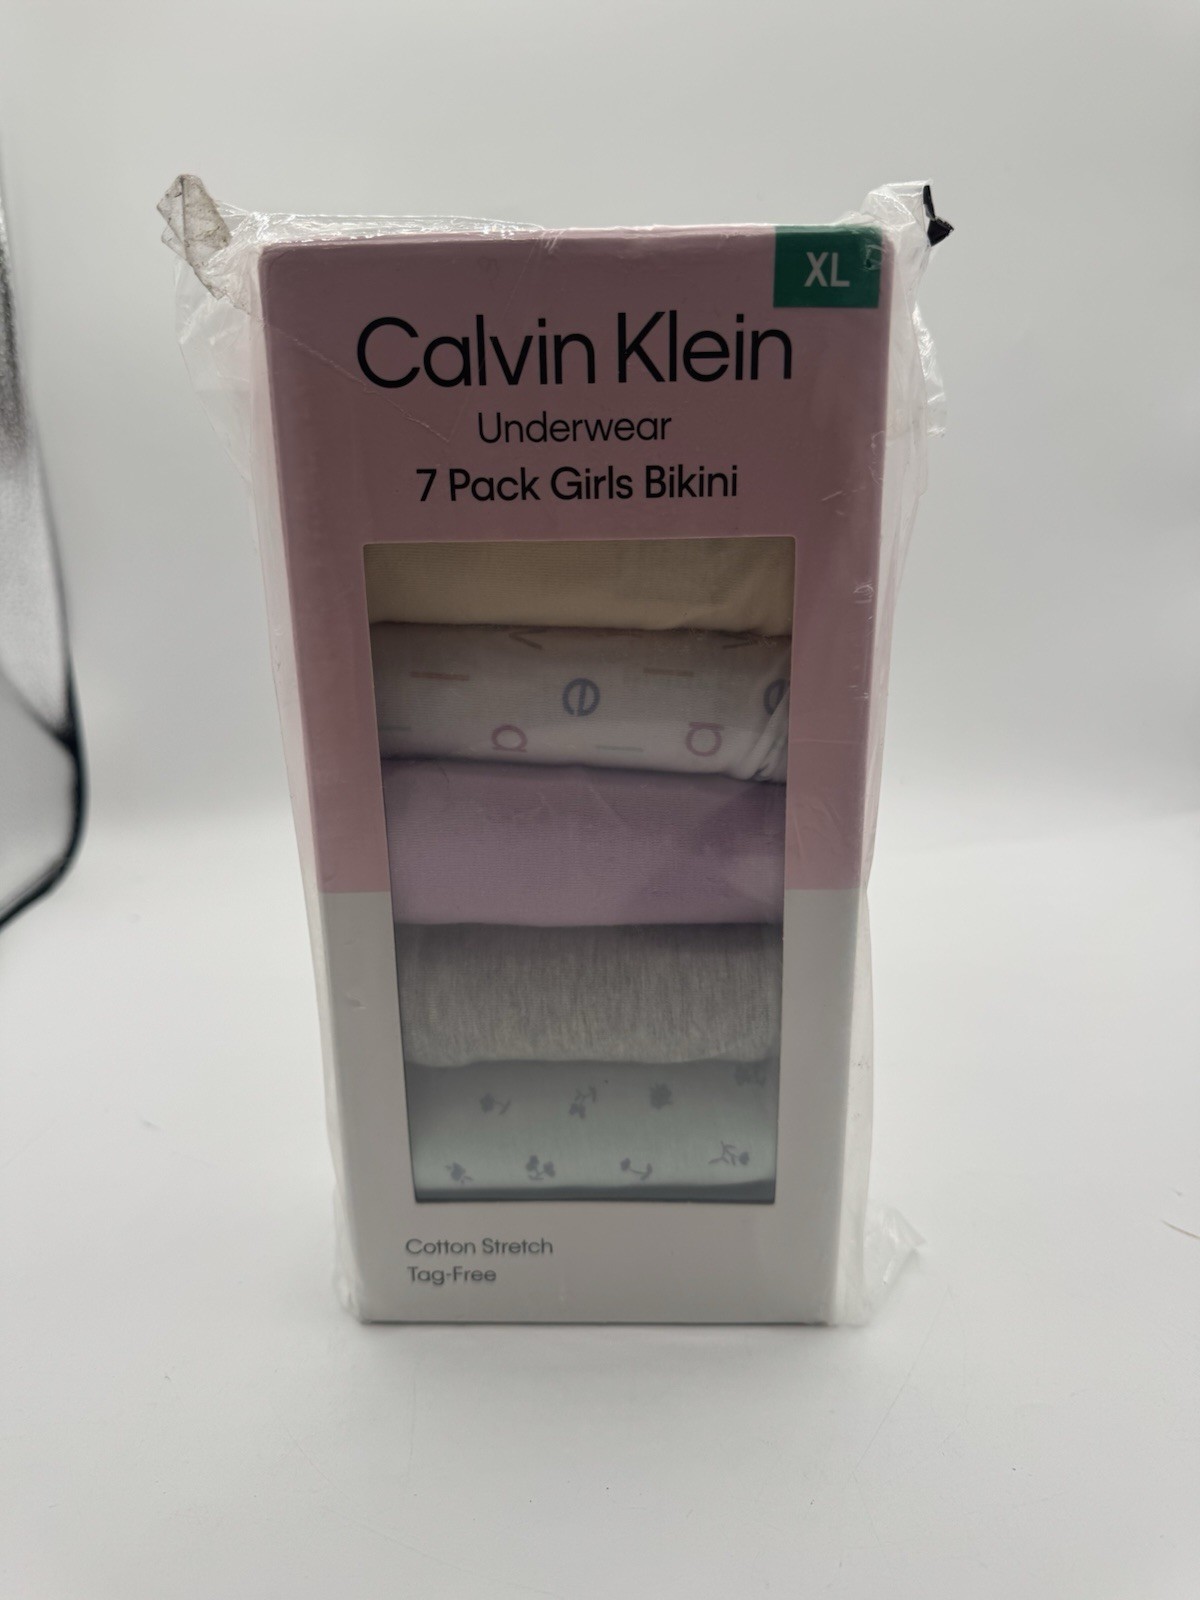 XL
Calvin Klein
Underwear
7 Pack Girls Bikini
Cotton Stretch
Tag-Free